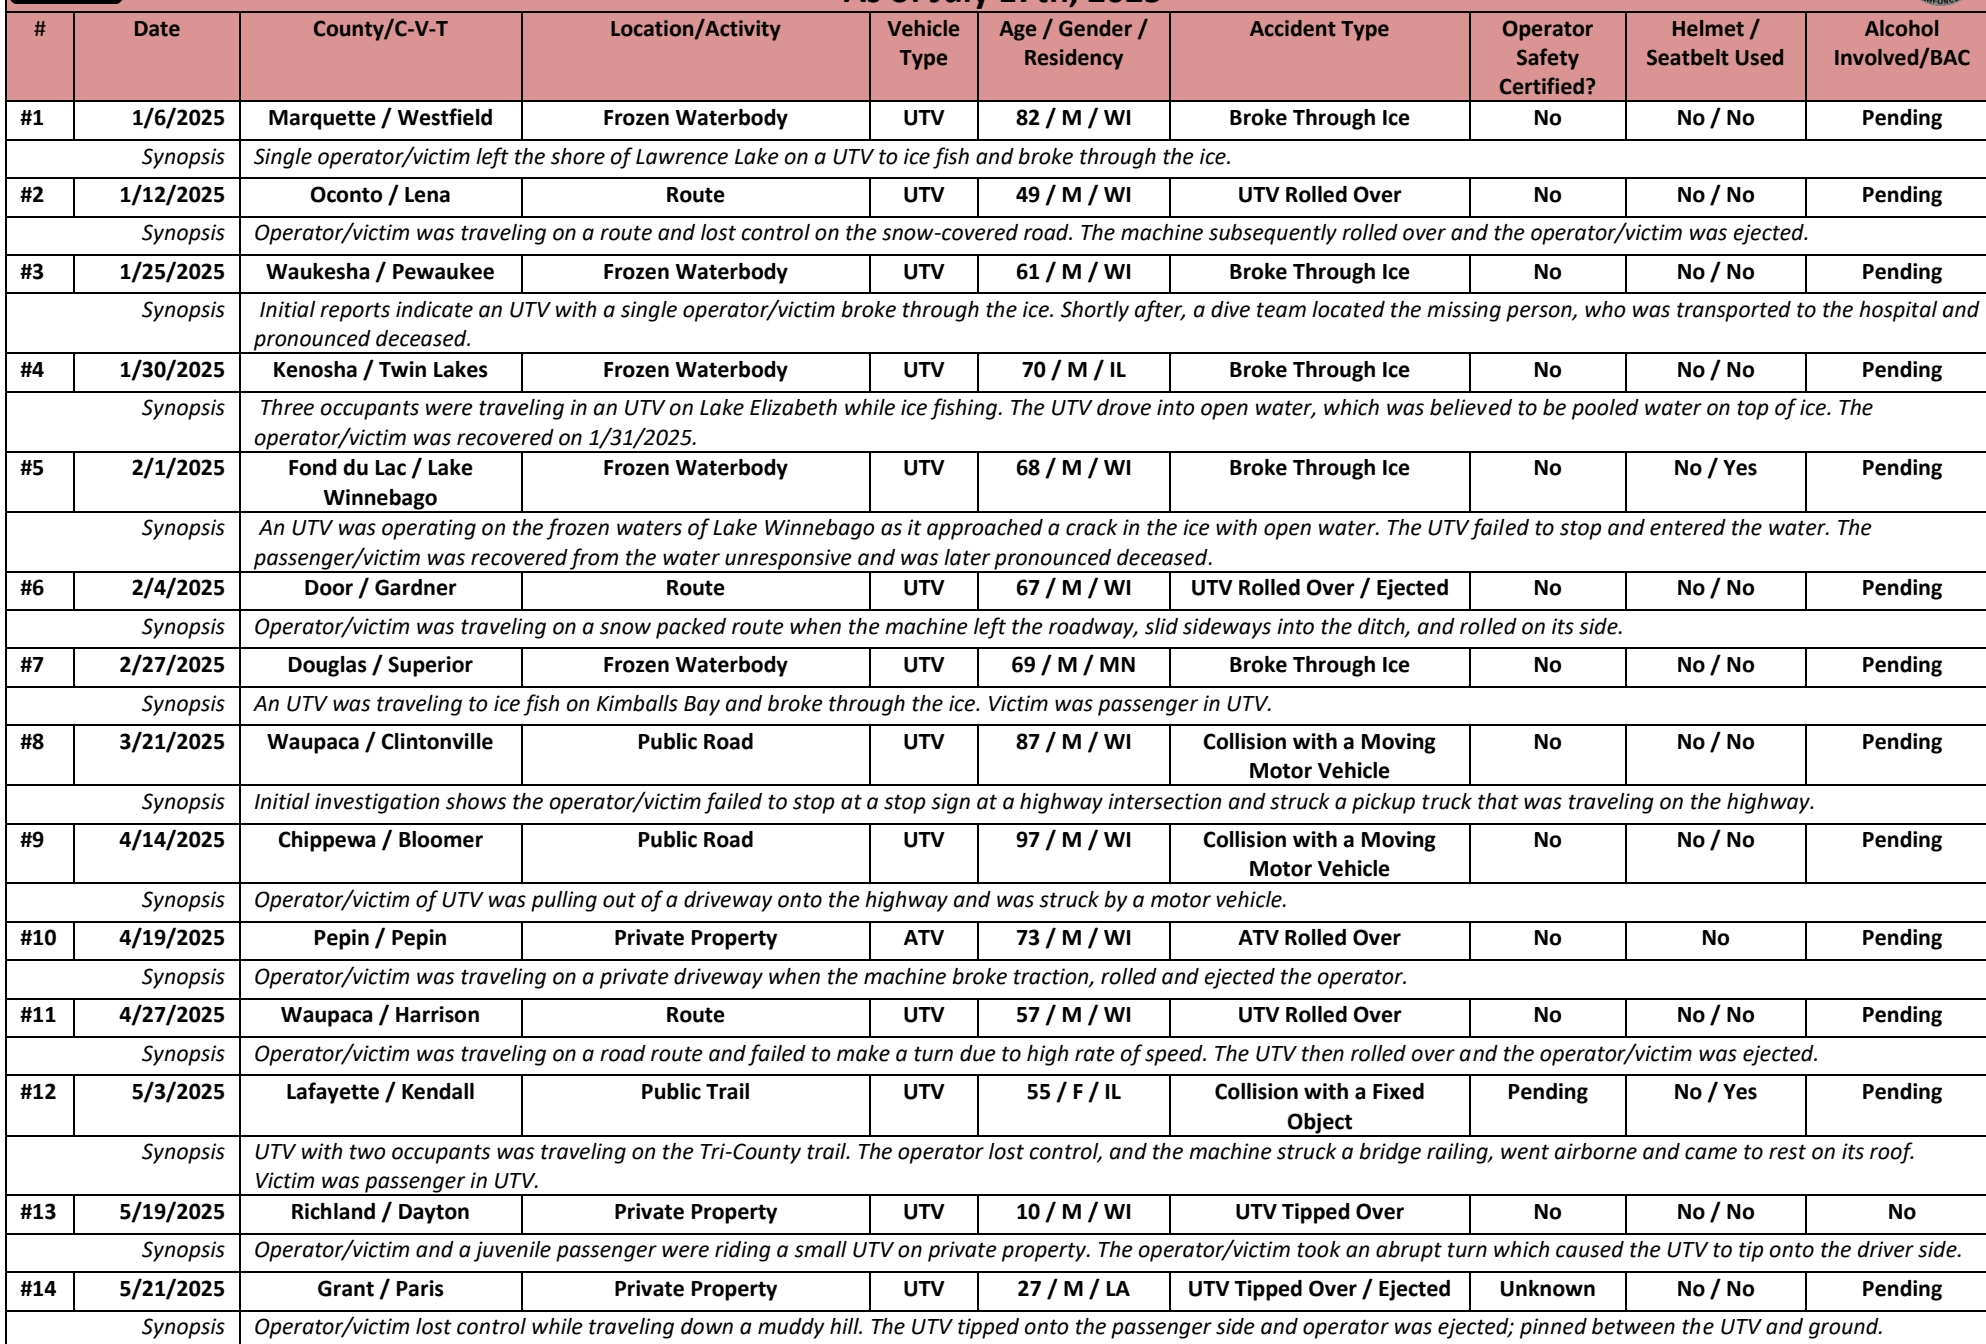 # Date County/C-V-T Location/Activity Vehicle Type Age / Gender / Residency Accident Type Operator Safety Certified? Helmet / Seatbelt Used Alcohol Involved/BAC
#1 1/6/2025 Marquette / Westfield Frozen Waterbody UTV 82 / M / WI Broke Through Ice No No / No Pending
Synopsis Single operator/victim left the shore of Lawrence Lake on a UTV to ice fish and broke through the ice.
#2 1/12/2025 Oconto / Lena Route UTV 49 / M / WI UTV Rolled Over No No / No Pending
Synopsis Operator/victim was traveling on a route and lost control on the snow-covered road. The machine subsequently rolled over and the operator/victim was ejected.
#3 1/25/2025 Waukesha / Pewaukee Frozen Waterbody UTV 61 / M / WI Broke Through Ice No No / No Pending
Synopsis Initial reports indicate an UTV with a single operator/victim broke through the ice. Shortly after, a dive team located the missing person, who was transported to the hospital and
pronounced deceased.
#4 1/30/2025 Kenosha / Twin Lakes Frozen Waterbody UTV 70 / M / IL Broke Through Ice No No / No Pending
Synopsis Three occupants were traveling in an UTV on Lake Elizabeth while ice fishing. The UTV drove into open water, which was believed to be pooled water on top of ice. The
operator/victim was recovered on 1/31/2025.
#5 2/1/2025 Fond du Lac / Lake Winnebago Frozen Waterbody UTV 68 / M / WI Broke Through Ice No No / Yes Pending
Synopsis An UTV was operating on the frozen waters of Lake Winnebago as it approached a crack in the ice with open water. The UTV failed to stop and entered the water. The
passenger/victim was recovered from the water unresponsive and was later pronounced deceased.
#6 2/4/2025 Door / Gardner Route UTV 67 / M / WI UTV Rolled Over / Ejected No No / No Pending
Synopsis Operator/victim was traveling on a snow packed route when the machine left the roadway, slid sideways into the ditch, and rolled on its side.
#7 2/27/2025 Douglas / Superior Frozen Waterbody UTV 69 / M / MN Broke Through Ice No No / No Pending
Synopsis An UTV was traveling to ice fish on Kimballs Bay and broke through the ice. Victim was passenger in UTV.
#8 3/21/2025 Waupaca / Clintonville Public Road UTV 87 / M / WI Collision with a Moving Motor Vehicle No No / No Pending
Synopsis Initial investigation shows the operator/victim failed to stop at a stop sign at a highway intersection and struck a pickup truck that was traveling on the highway.
#9 4/14/2025 Chippewa / Bloomer Public Road UTV 97 / M / WI Collision with a Moving Motor Vehicle No No / No Pending
Synopsis Operator/victim of UTV was pulling out of a driveway onto the highway and was struck by a motor vehicle.
#10 4/19/2025 Pepin / Pepin Private Property ATV 73 / M / WI ATV Rolled Over No No Pending
Synopsis Operator/victim was traveling on a private driveway when the machine broke traction, rolled and ejected the operator.
#11 4/27/2025 Waupaca / Harrison Route UTV 57 / M / WI UTV Rolled Over No No / No Pending
Synopsis Operator/victim was traveling on a road route and failed to make a turn due to high rate of speed. The UTV then rolled over and the operator/victim was ejected.
#12 5/3/2025 Lafayette / Kendall Public Trail UTV 55 / F / IL Collision with a Fixed Object Pending No / Yes Pending
Synopsis UTV with two occupants was traveling on the Tri-County trail. The operator lost control, and the machine struck a bridge railing, went airborne and came to rest on its roof.
Victim was passenger in UTV.
#13 5/19/2025 Richland / Dayton Private Property UTV 10 / M / WI UTV Tipped Over No No / No No
Synopsis Operator/victim and a juvenile passenger were riding a small UTV on private property. The operator/victim took an abrupt turn which caused the UTV to tip onto the driver side.
#14 5/21/2025 Grant / Paris Private Property UTV 27 / M / LA UTV Tipped Over / Ejected Unknown No / No Pending
Synopsis Operator/victim lost control while traveling down a muddy hill. The UTV tipped onto the passenger side and operator was ejected; pinned between the UTV and ground.